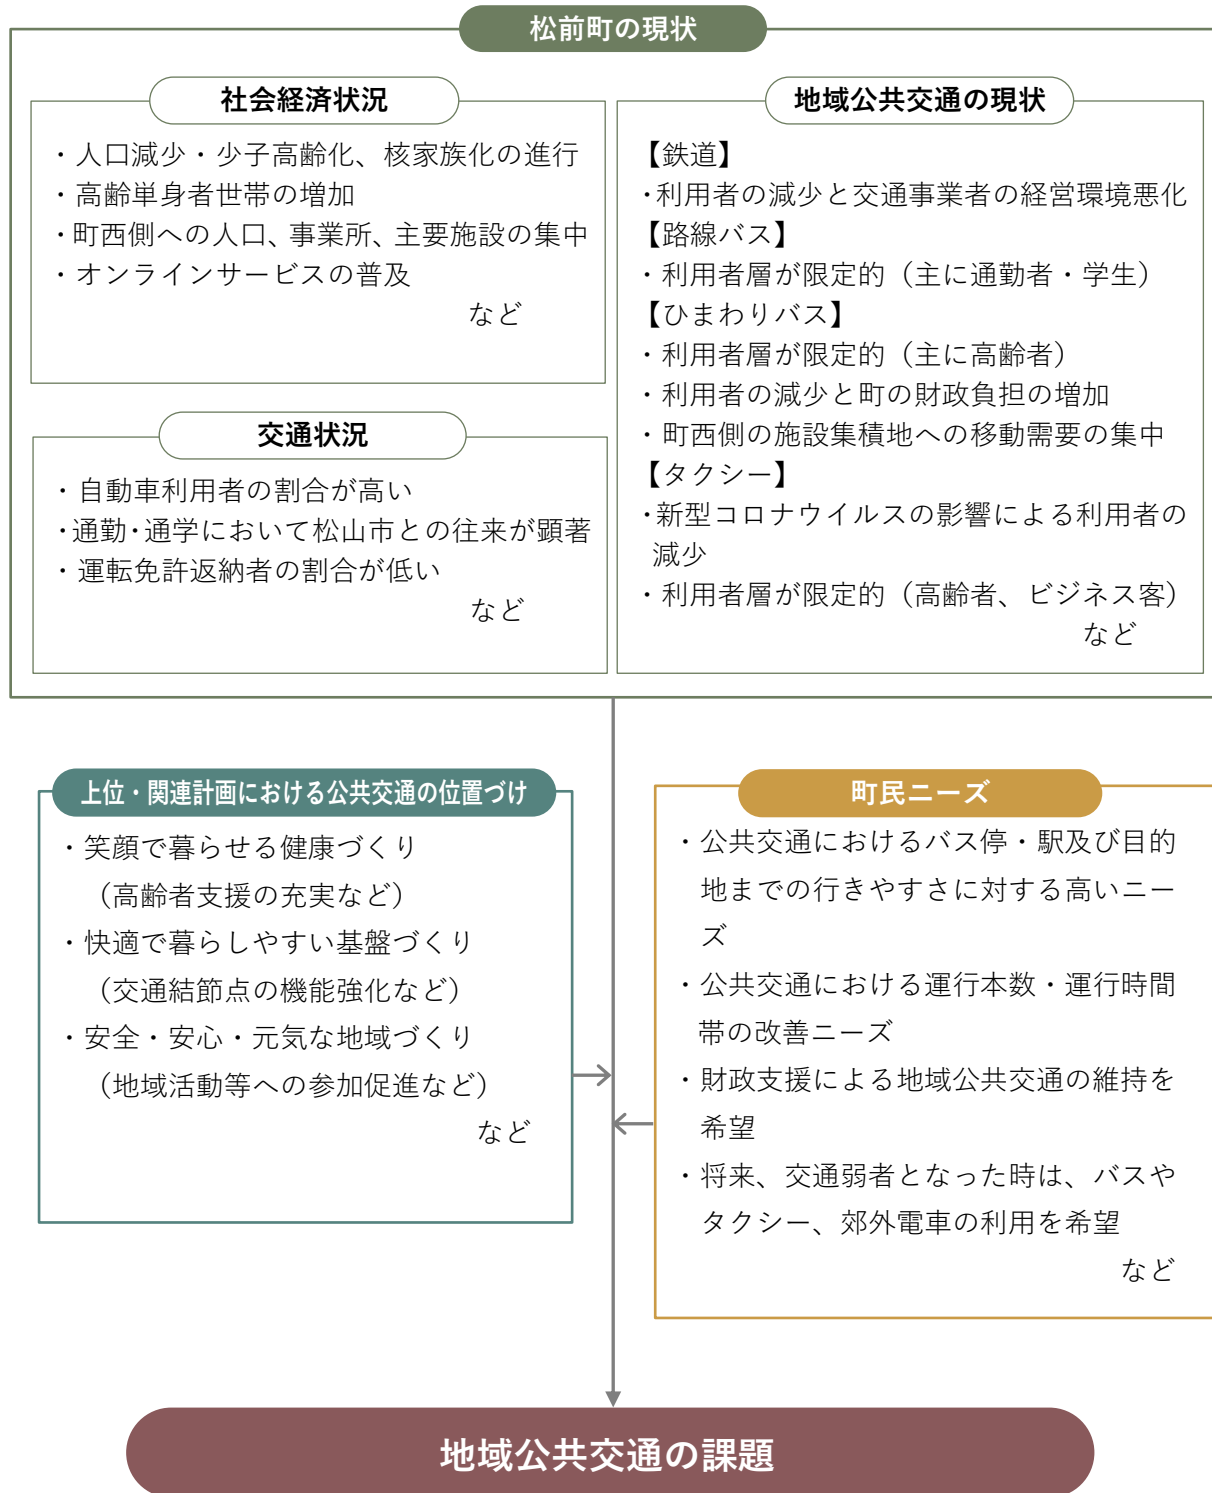 松前町の現状
社会経済状況
・人口減少・少子高齢化、核家族化の進行
・高齢単身者世帯の増加
・町西側への人口、事業所、主要施設の集中
・オンラインサービスの普及
など
交通状況
・自動車利用者の割合が高い
・通勤・通学において松山市との往来が顕著
・運転免許返納者の割合が低い
など
地域公共交通の現状
【鉄道】
・利用者の減少と交通事業者の経営環境悪化
【路線バス】
・利用者層が限定的（主に通勤者・学生）
【ひまわりバス】
・利用者層が限定的（主に高齢者）
・利用者の減少と町の財政負担の増加
・町西側の施設集積地への移動需要の集中
【タクシー】
・新型コロナウイルスの影響による利用者の
減少
・利用者層が限定的（高齢者、ビジネス客）
など
上位・関連計画における公共交通の位置づけ
・笑顔で暮らせる健康づくり
（高齢者支援の充実など）
・快適で暮らしやすい基盤づくり
（交通結節点の機能強化など）
・安全・安心・元気な地域づくり
（地域活動等への参加促進など）
など
町民ニーズ
・公共交通におけるバス停・駅及び目的
地までの行きやすさに対する高いニー
ズ
・公共交通における運行本数・運行時間
帯の改善ニーズ
・財政支援による地域公共交通の維持を
希望
・将来、交通弱者となった時は、バスや
タクシー、郊外電車の利用を希望
など
地域公共交通の課題